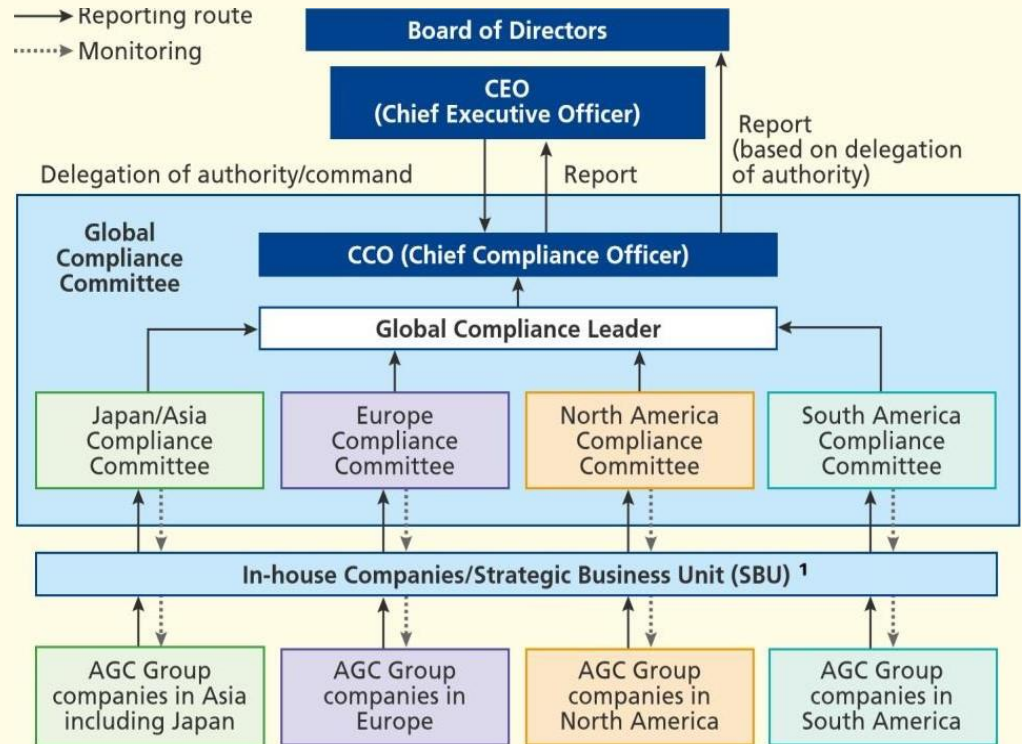 Reporting route
Monitoring
Board of Directors
CEO
(Chief Executive Officer)
Report
(based on delegation
of authority)
Delegation of authority/command
Report
Global
Compliance
Committee
CCO (Chief Compliance Officer)
Global Compliance Leader
Japan/Asia
Compliance
Committee
Europe
Compliance
Committee
North America
Compliance
Committee
South America
Compliance
Committee
In-house Companies/Strategic Business Unit (SBU) 1
AGC Group
companies in Asia
including Japan
AGC Group
companies in
Europe
AGC Group
companies in
North America
AGC Group
companies in
South America